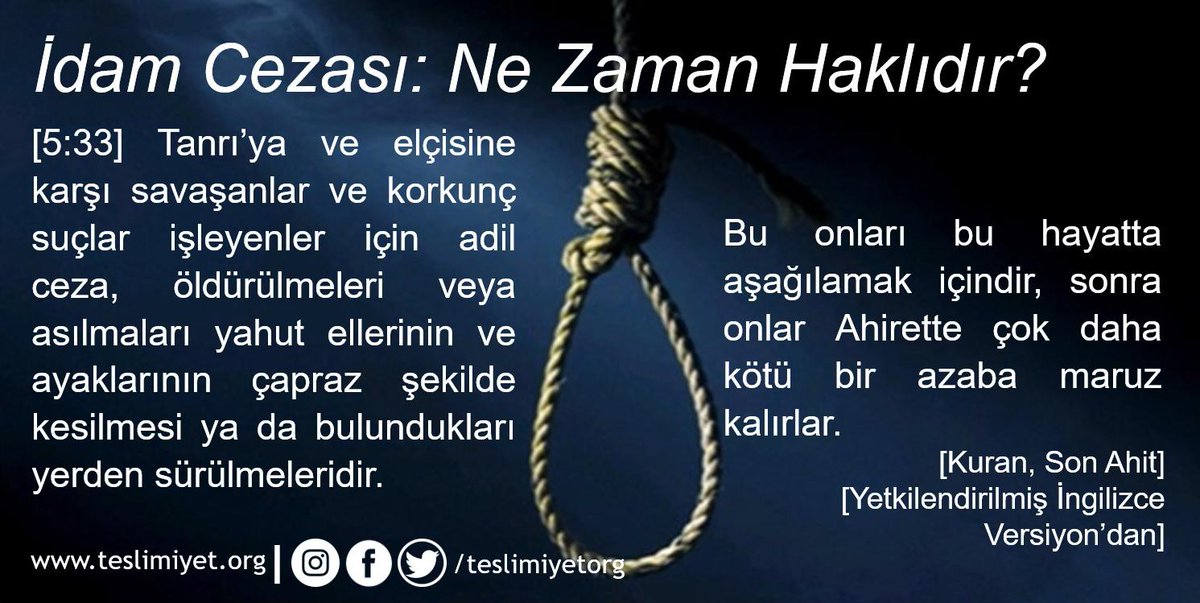 İdam Cezası: Ne Zaman Haklıdır?
[5:33] Tanrı’ya ve elçisine
karşı savaşanlar ve korkunç
suçlar işleyenler için adil
ceza, öldürülmeleri veya
asılmaları yahut ellerinin ve
ayaklarının çapraz şekilde
kesilmesi ya da bulundukları
yerden sürülmeleridir.
Bu onları bu hayatta
aşağılamak içindir, sonra
onlar Ahirette çok daha
kötü bir azaba maruz
kalırlar.
[Kuran, Son Ahit]
[Yetkilendirilmiş İngilizce
Versiyon’dan]
www.teslimiyet.org | /teslimiyetorg